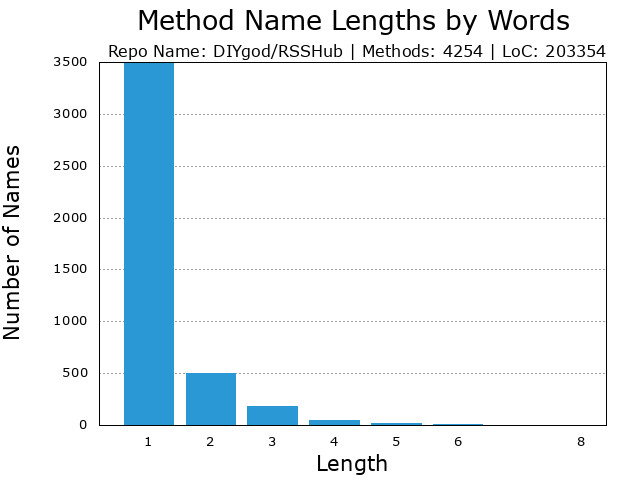 Method Name Lengths by Words
Repo Name: DIYgod/RSSHub | Methods: 4254 | LoC: 203354
Number of Names
3500
3000
2500
2000
1500
1000
500
0
1 2 3 4 5 6 8
Length